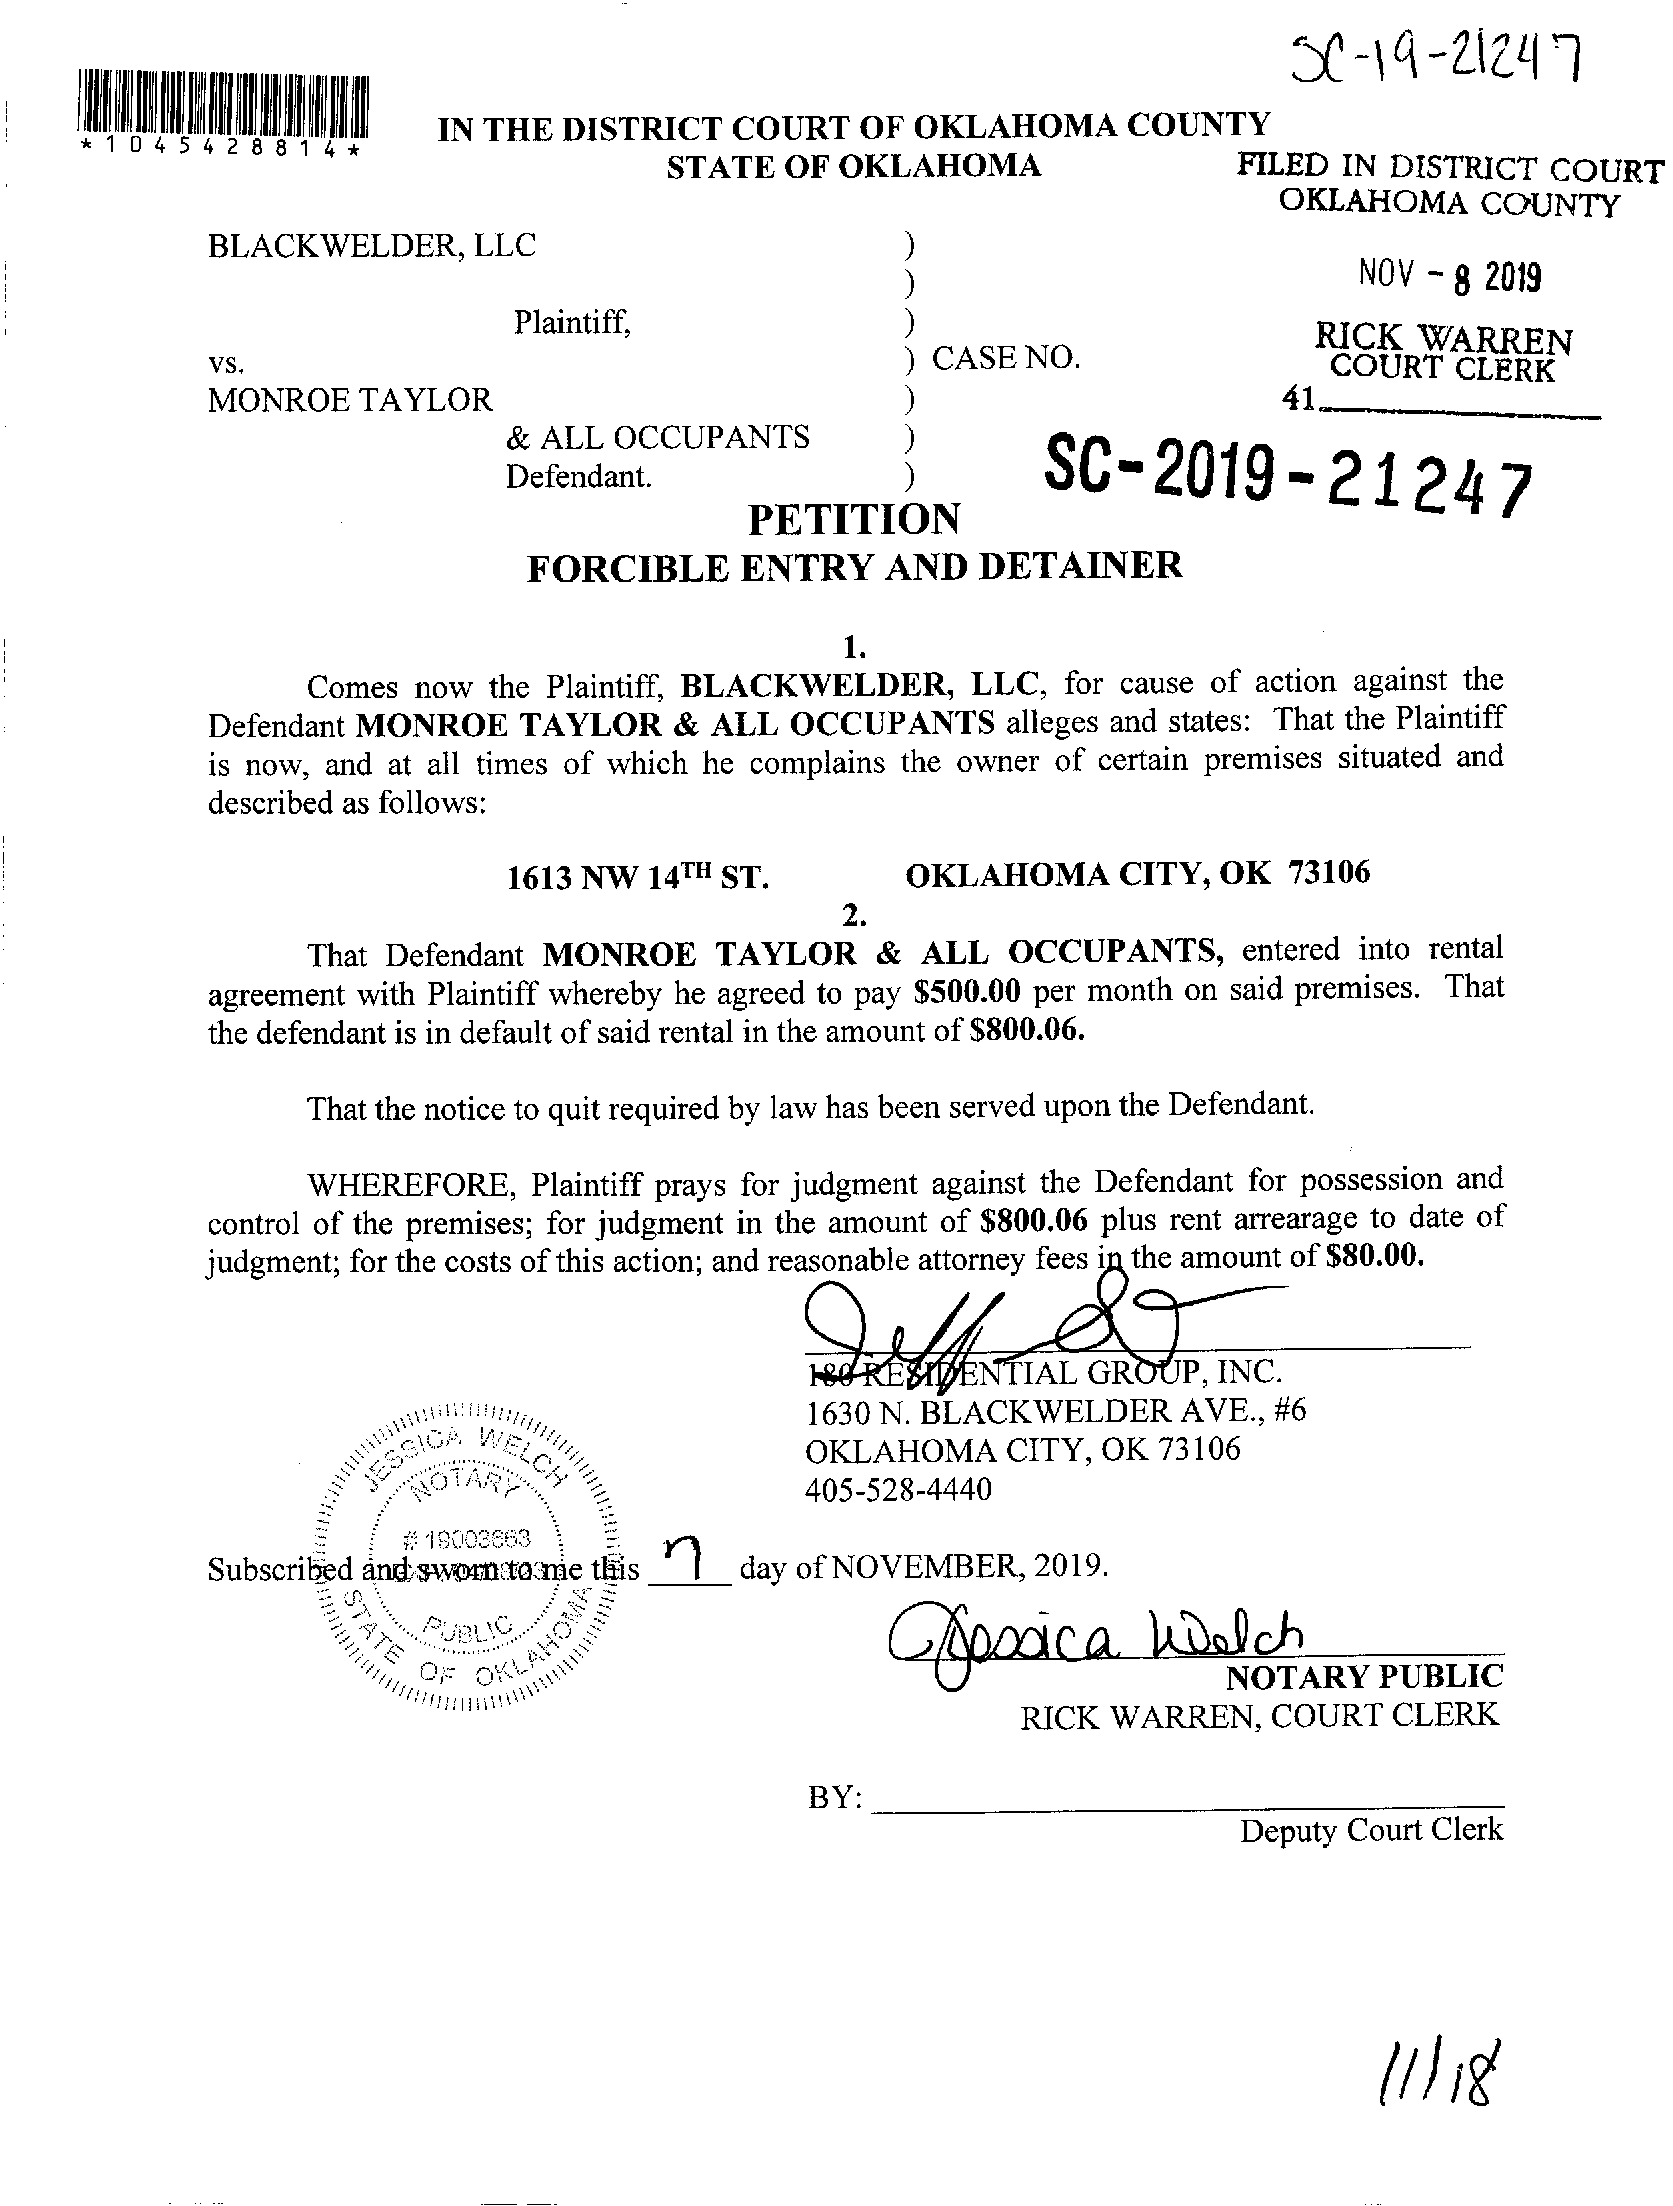 SC-19-21247
*1045428814*
IN THE DISTRICT COURT OF OKLAHOMA COUNTY
STATE OF OKLAHOMA
FILED IN DISTRICT COURT
OKLAHOMA COUNTY
BLACKWELDER, LLC )
)
NOV - 8 2019
Plaintiff, )
RICK WARREN
vs. ) CASE NO.
COURT CLERK
MONROE TAYLOR )
41
& ALL OCCUPANTS )
Defendant. )
SC-2019-21247
PETITION
FORCIBLE ENTRY AND DETAINER
1.
Comes now the Plaintiff, BLACKWELDER, LLC, for cause of action against the
Defendant MONROE TAYLOR & ALL OCCUPANTS alleges and states: That the Plaintiff
is now, and at all times of which he complains the owner of certain premises situated and
described as follows:
1613 NW 14TH ST. OKLAHOMA CITY, OK 73106
2.
That Defendant MONROE TAYLOR & ALL OCCUPANTS, entered into rental
agreement with Plaintiff whereby he agreed to pay $500.00 per month on said premises. That
the defendant is in default of said rental in the amount of $800.06.
That the notice to quit required by law has been served upon the Defendant.
WHEREFORE, Plaintiff prays for judgment against the Defendant for possession and
control of the premises; for judgment in the amount of $800.06 plus rent arrearage to date of
judgment; for the costs of this action; and reasonable attorney fees in the amount of $80.00.
180 RESIDENTIAL GROUP, INC.
1630 N. BLACKWELDER AVE., #6
OKLAHOMA CITY, OK 73106
405-528-4440
JESSICA WELCH
NOTARY
PUBLIC
STATE OF OKLAHOMA
Subscribed and sworn to me this 7 day of NOVEMBER, 2019.
Jessica Welch
NOTARY PUBLIC
RICK WARREN, COURT CLERK
BY:
Deputy Court Clerk
11/18